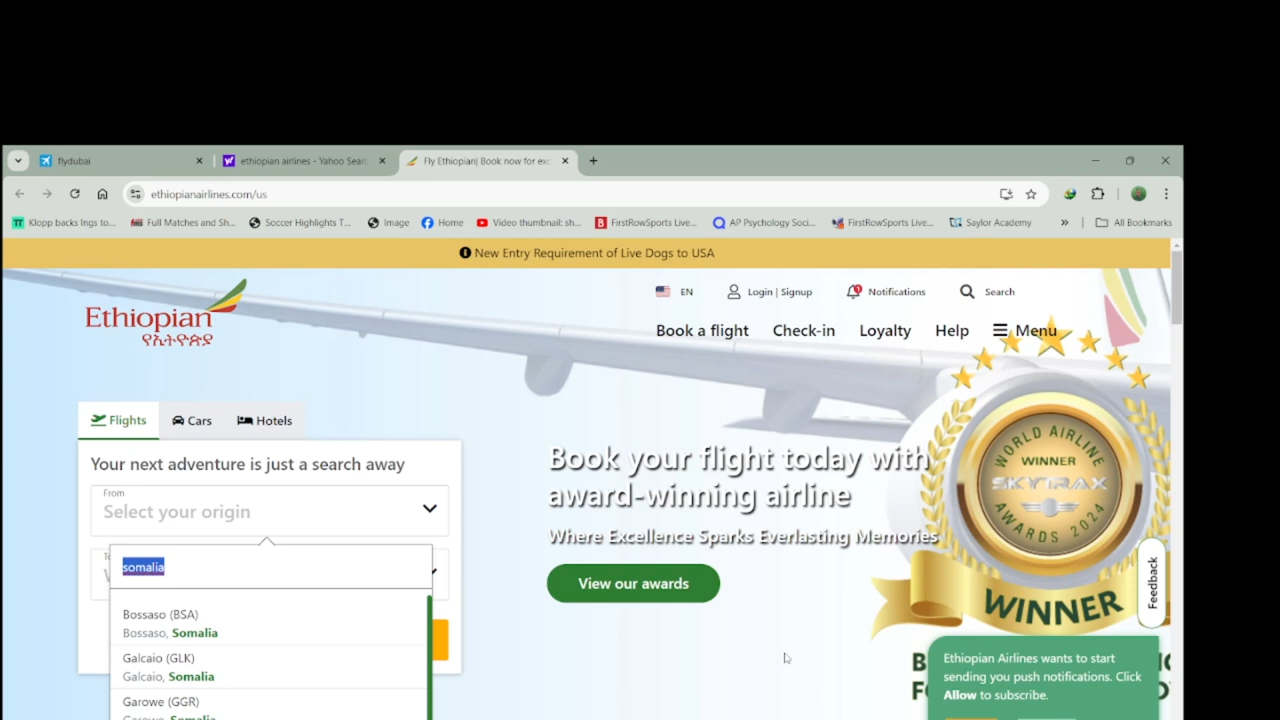 flydubai
ethiopian airlines - Yahoo Searc
Fly Ethiopian| Book now for exc
ethiopianairlines.com/us
Klopp backs Ings to...
Full Matches and Sh...
Soccer Highlights T...
Image
Home
Video thumbnail: sh...
FirstRowSports Live...
AP Psychology Soci...
FirstRowSports Live...
Saylor Academy
»
All Bookmarks
New Entry Requirement of Live Dogs to USA
EN
Login | Signup
1
Notifications
Search
Ethiopian
የኢትዮጵያ
Book a flight
Check-in
Loyalty
Help
Menu
Flights
Cars
Hotels
Your next adventure is just a search away
From
Select your origin
somalia
Bossaso (BSA)
Bossaso, Somalia
Galcaio (GLK)
Galcaio, Somalia
Garowe (GGR)
Garowe, Somalia
Book your flight today with
award-winning airline
Where Excellence Sparks Everlasting Memories
View our awards
WORLD AIRLINE
WINNER
SKYTRAX
AWARDS 2024
WINNER
Feedback
Ethiopian Airlines wants to start
sending you push notifications. Click
Allow to subscribe.